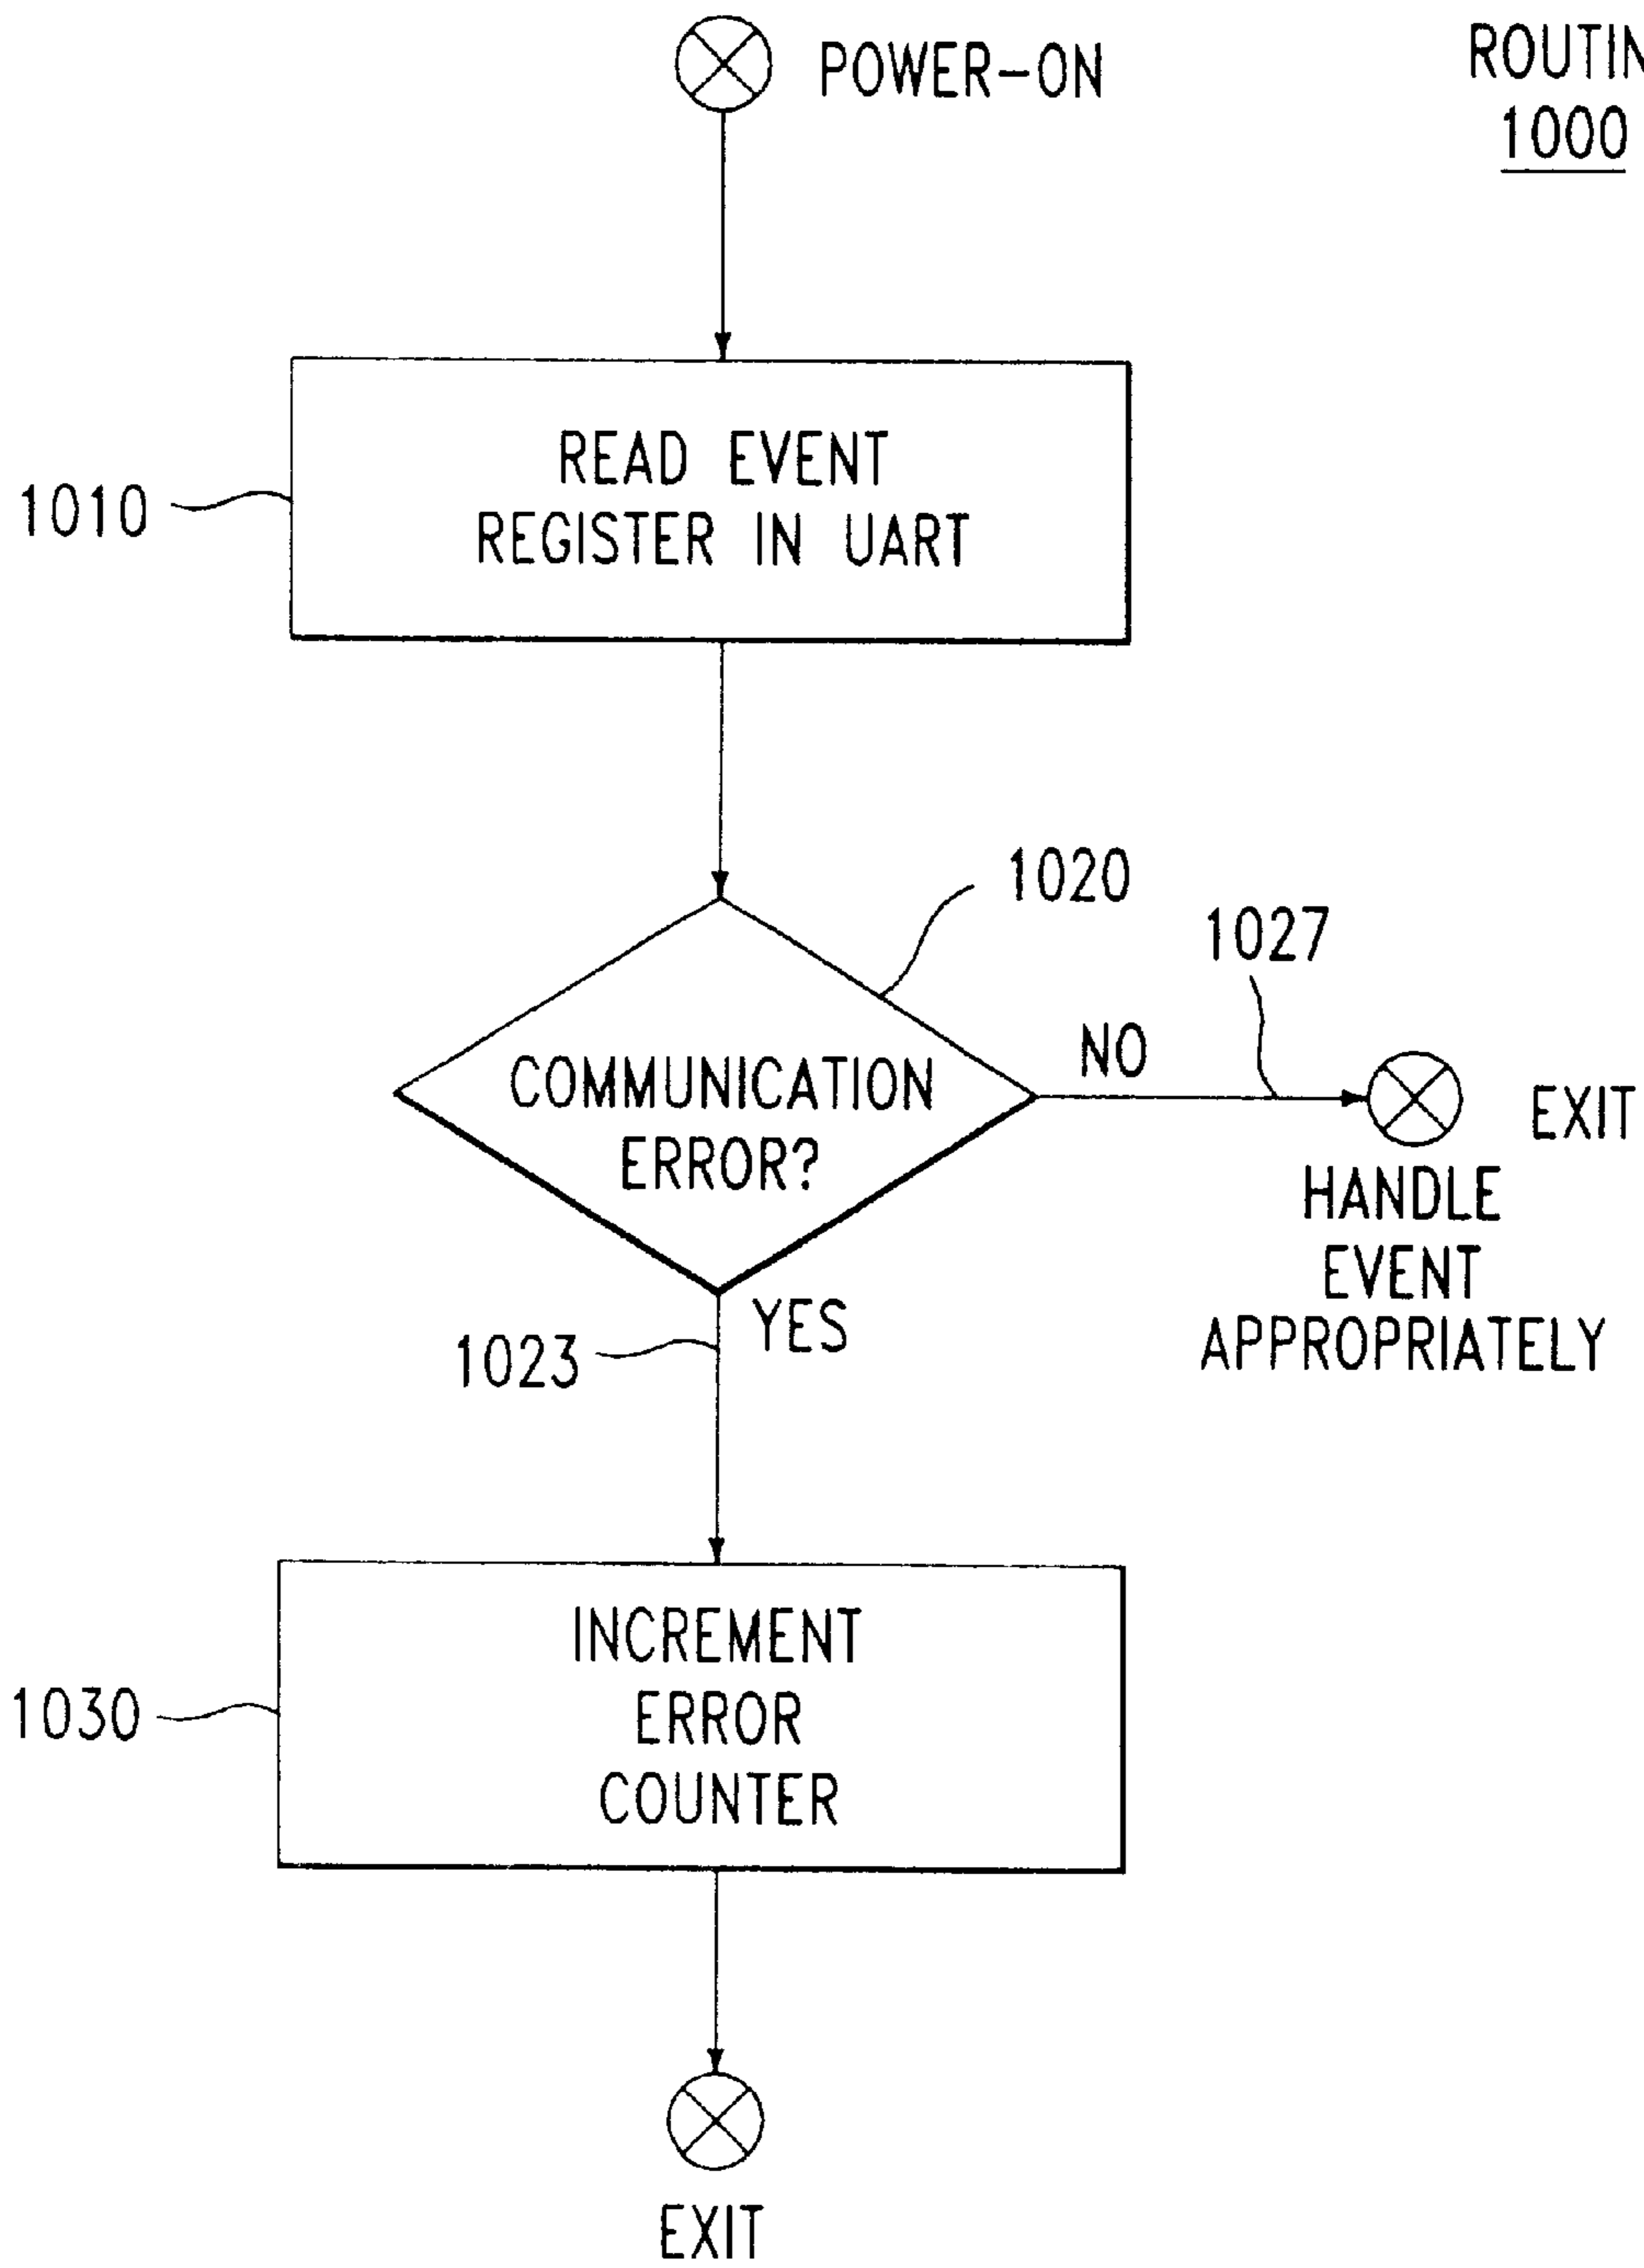 POWER-ON
ROUTIN
1000
READ EVENT
REGISTER IN UART
1010
1020
1027
NO
COMMUNICATION
ERROR?
EXIT
HANDLE
EVENT
APPROPRIATELY
YES
1023
INCREMENT
ERROR
COUNTER
1030
EXIT